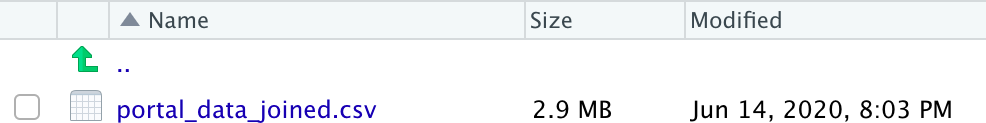 Name Size Modified
..
portal_data_joined.csv 2.9 MB Jun 14, 2020, 8:03 PM